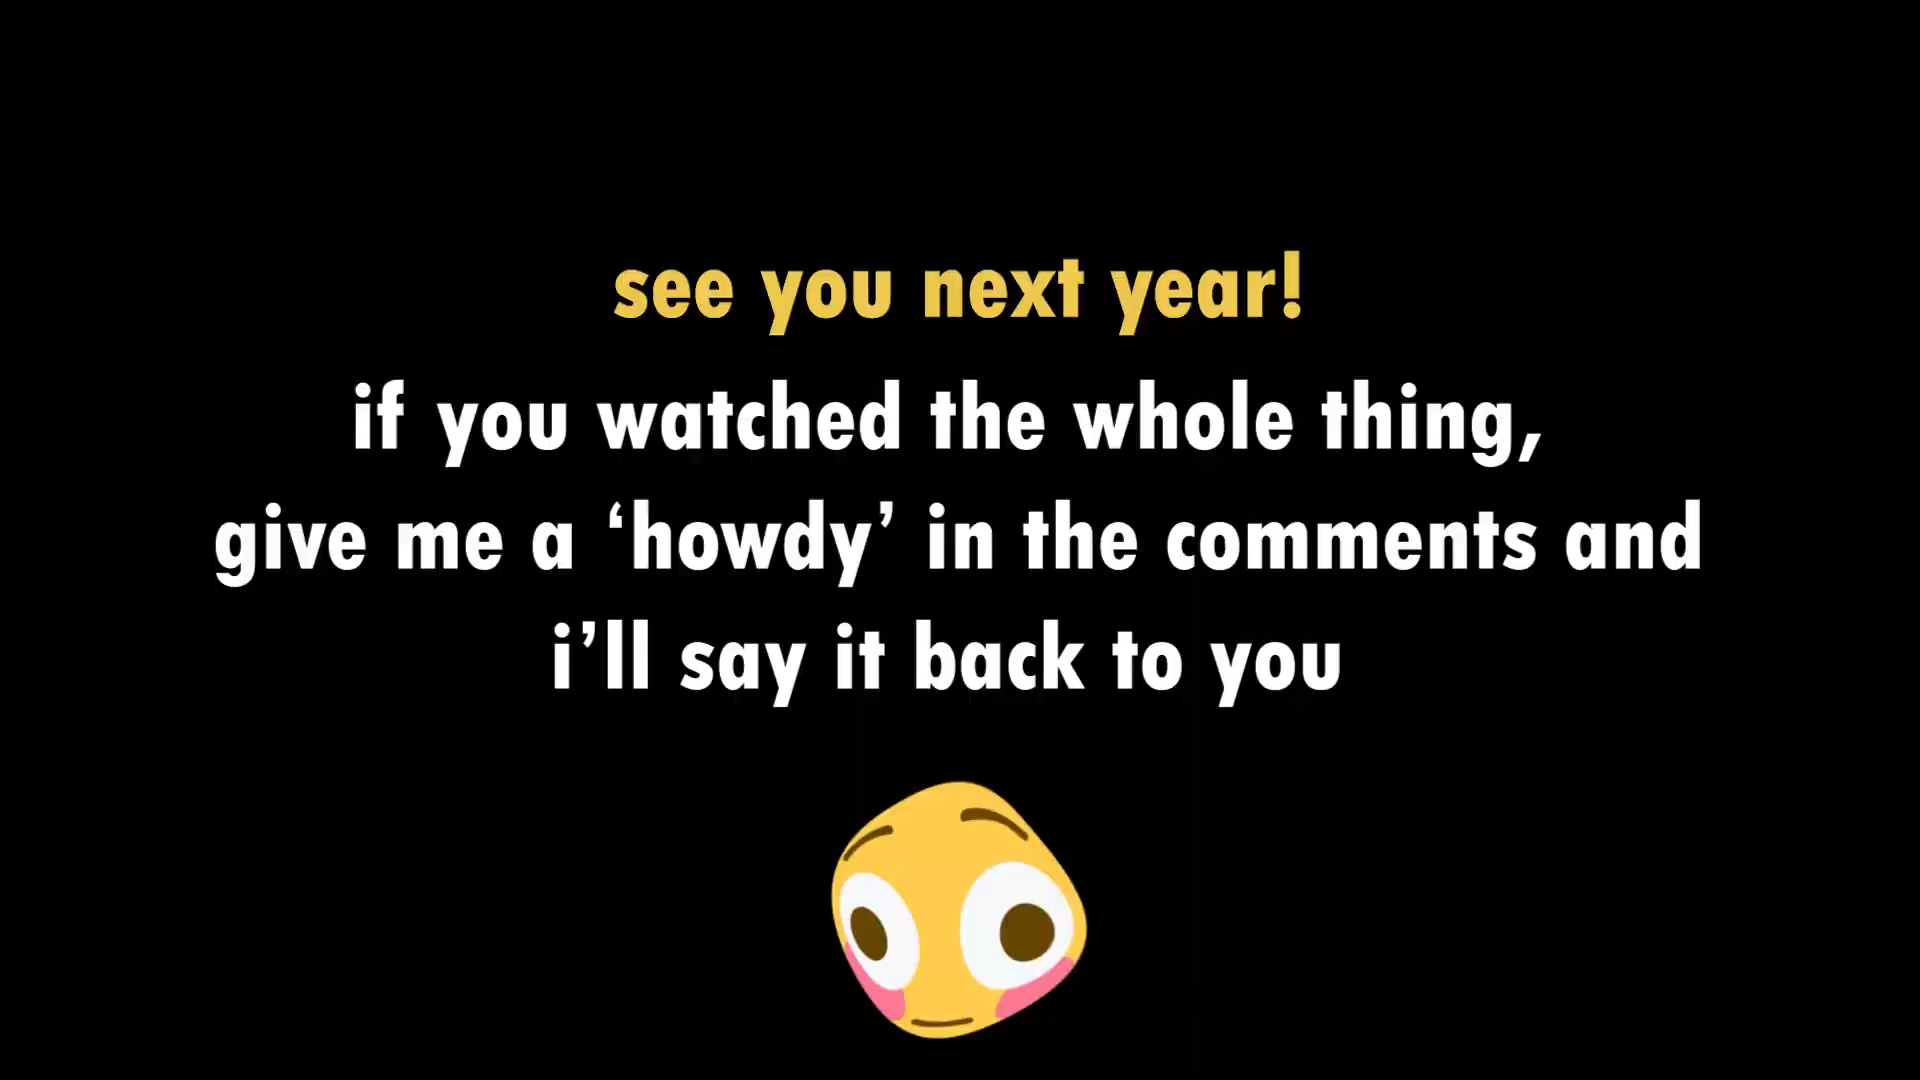 see you next year!
if you watched the whole thing,
give me a ‘howdy’ in the comments and
i’ll say it back to you